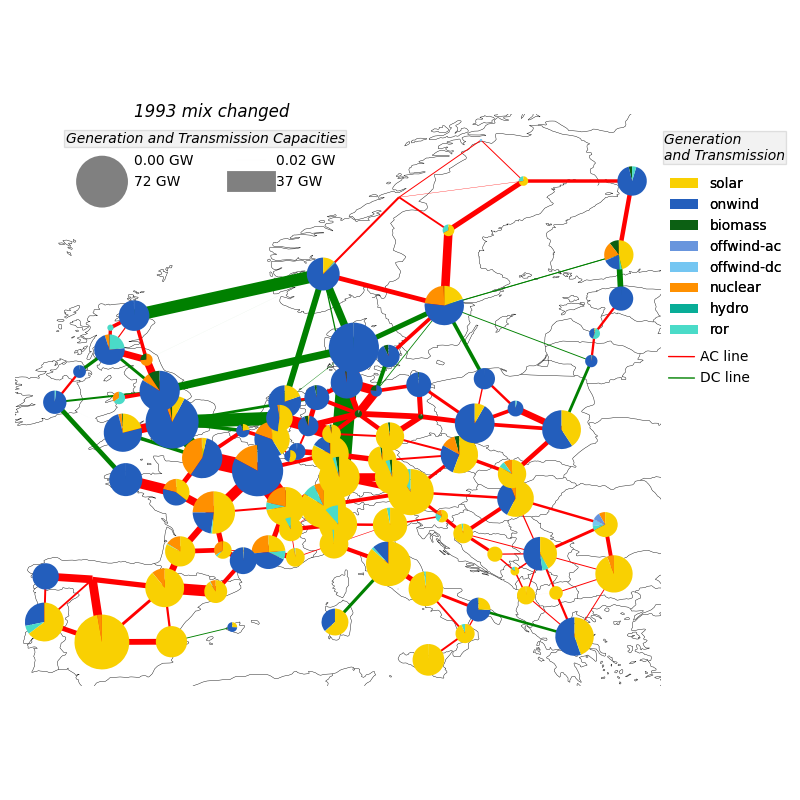 1993 mix changed
Generation and Transmission Capacities
0.00 GW 0.02 GW
72 GW 37 GW
Generation
and Transmission
solar
onwind
biomass
offwind-ac
offwind-dc
nuclear
hydro
ror
AC line
DC line